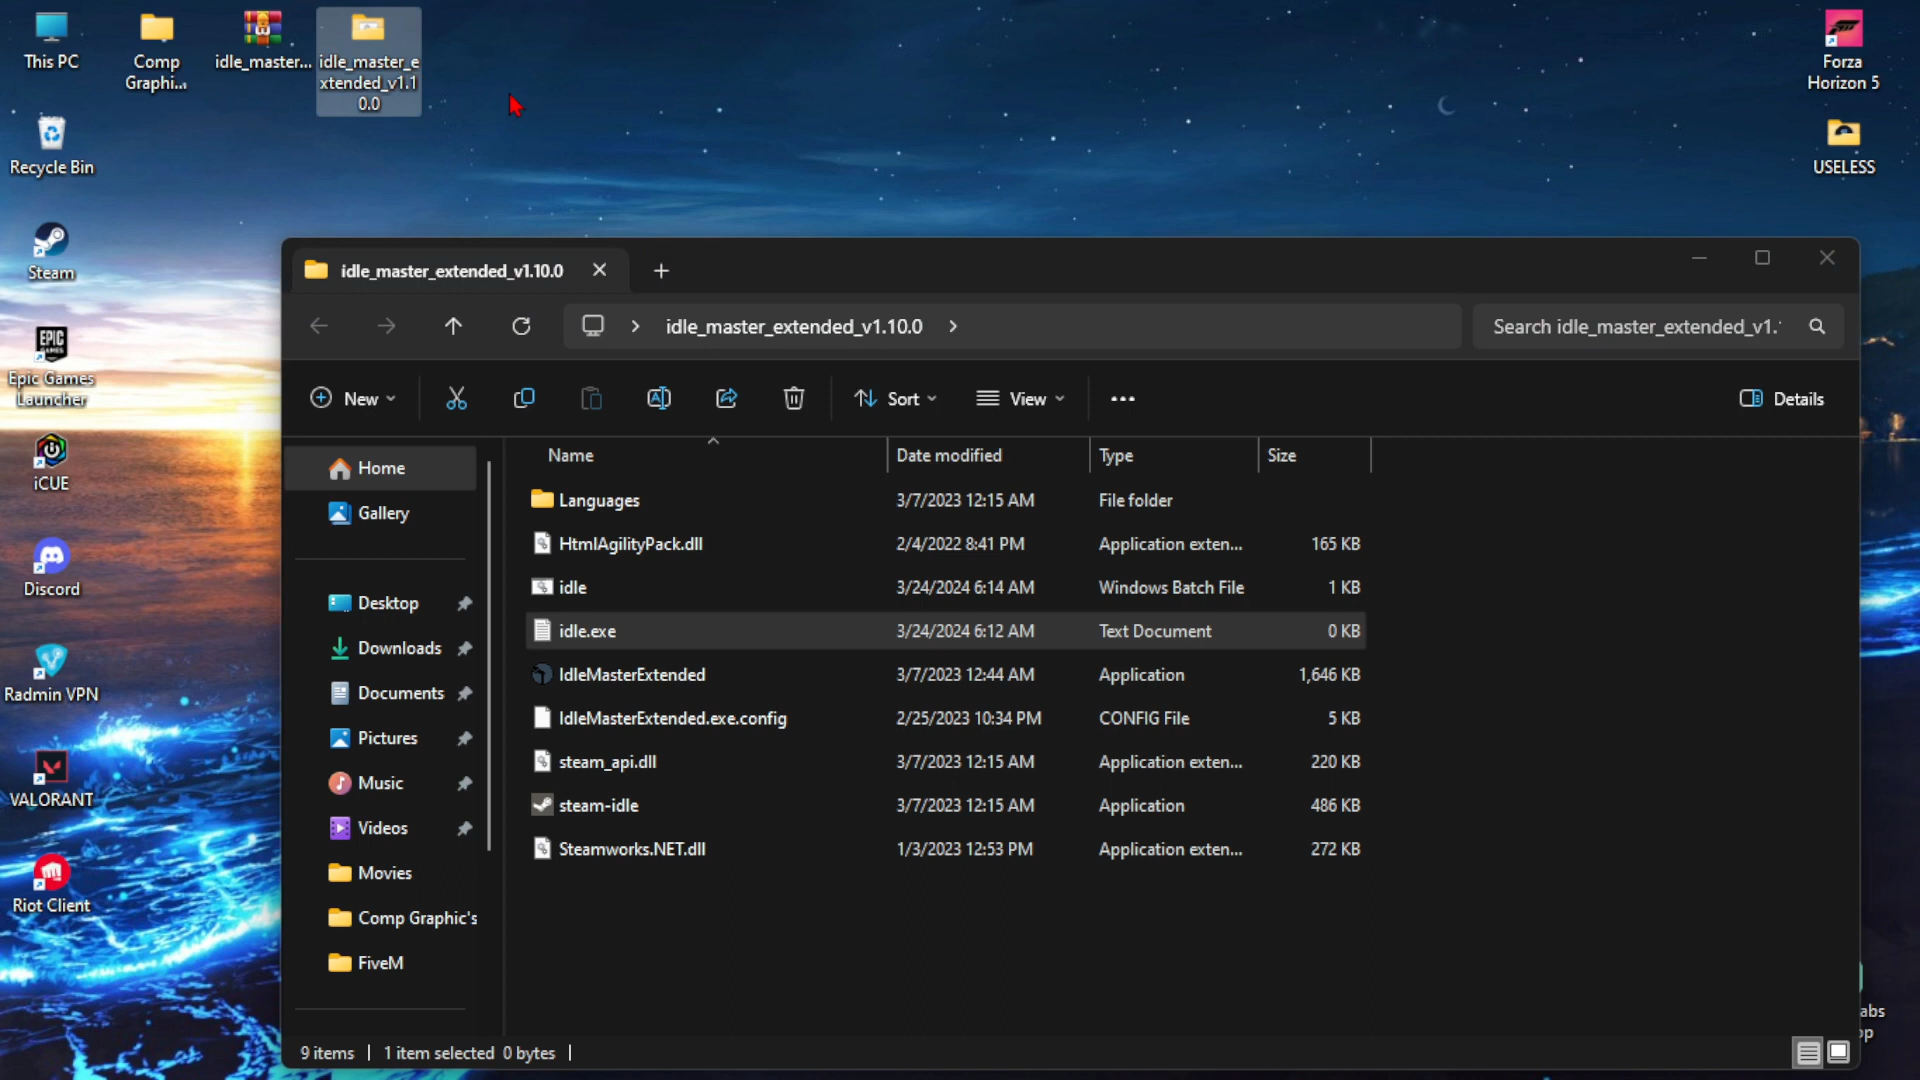 This PC
Comp
Graphi...
idle_master...
idle_master_e
xtended_v1.1
0.0
Forza
Horizon 5
Recycle Bin
USELESS
Steam
EPIC
GAMES
Epic Games
Launcher
iCUE
Discord
Radmin VPN
VALORANT
Riot Client
idle_master_extended_v1.10.0
idle_master_extended_v1.10.0
Search idle_master_extended_v1.
New
Sort
View
Details
Name Date modified Type Size
Home
Gallery
Desktop
Downloads
Documents
Pictures
Music
Videos
Movies
Comp Graphic's
FiveM
Languages 3/7/2023 12:15 AM File folder
HtmlAgilityPack.dll 2/4/2022 8:41 PM Application exten... 165 KB
idle 3/24/2024 6:14 AM Windows Batch File 1 KB
idle.exe 3/24/2024 6:12 AM Text Document 0 KB
IdleMasterExtended 3/7/2023 12:44 AM Application 1,646 KB
IdleMasterExtended.exe.config 2/25/2023 10:34 PM CONFIG File 5 KB
steam_api.dll 3/7/2023 12:15 AM Application exten... 220 KB
steam-idle 3/7/2023 12:15 AM Application 486 KB
Steamworks.NET.dll 1/3/2023 12:53 PM Application exten... 272 KB
9 items 1 item selected 0 bytes
abs